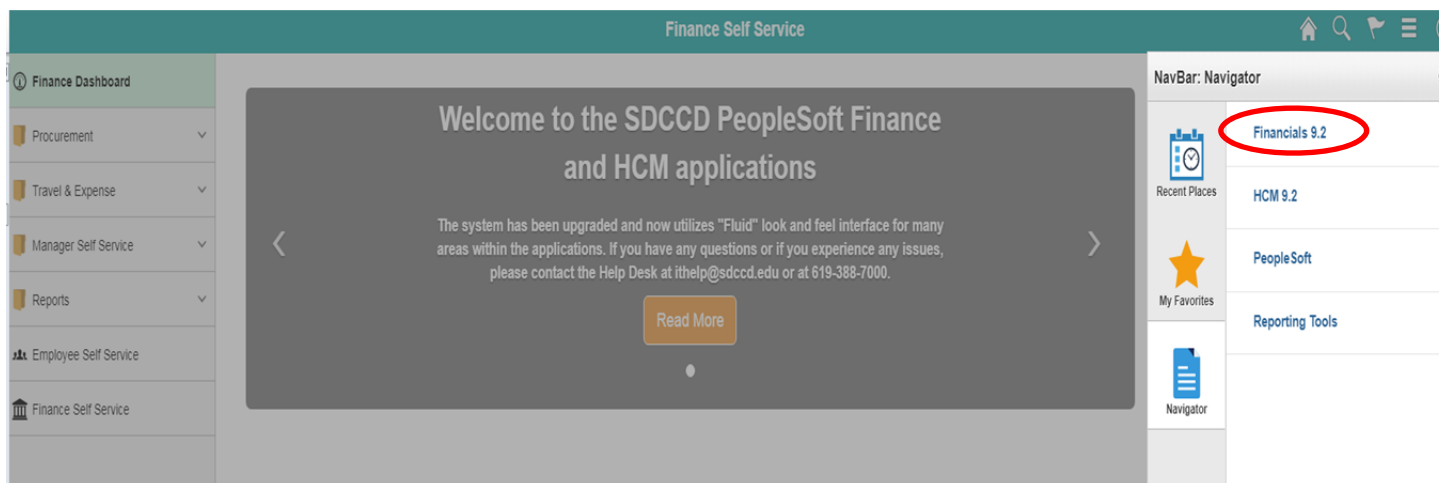 Finance Self Service
Finance Dashboard
Procurement
Travel & Expense
Manager Self Service
Reports
Employee Self Service
Finance Self Service
Welcome to the SDCCD PeopleSoft Finance
and HCM applications
The system has been upgraded and now utilizes "Fluid" look and feel interface for many
areas within the applications. If you have any questions or if you experience any issues,
please contact the Help Desk at ithelp@sdccd.edu or at 619-388-7000.
Read More
NavBar: Navigator
Recent Places
My Favorites
Navigator
Financials 9.2
HCM 9.2
PeopleSoft
Reporting Tools